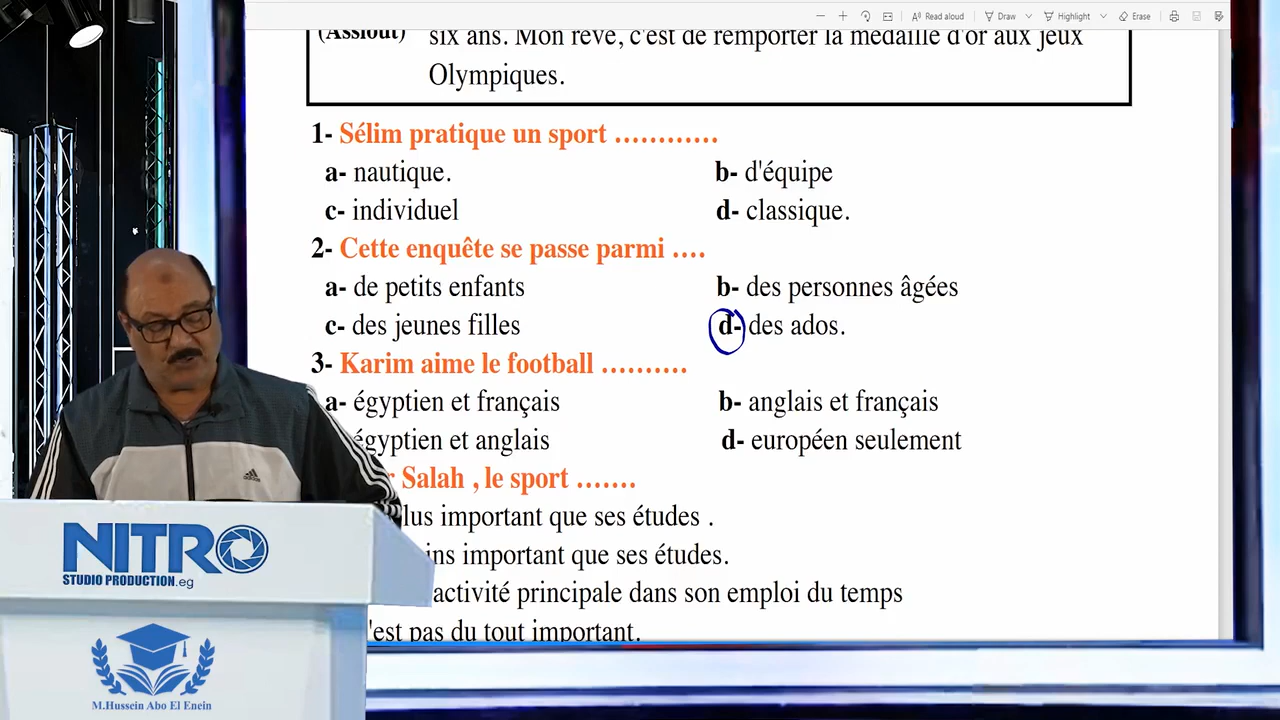 Read aloud
Draw
Highlight
Erase
(Assiout)
six ans. Mon rêve, c'est de remporter la médaille d'or aux jeux
Olympiques.
1- Sélim pratique un sport …………
a- nautique.
b- d'équipe
c- individuel
d- classique.
2- Cette enquête se passe parmi ….
a- de petits enfants
b- des personnes âgées
c- des jeunes filles
d- des ados.
3- Karim aime le football ……….
a- égyptien et français
b- anglais et français
égyptien et anglais
d- européen seulement
Salah , le sport …….
important que ses études .
important que ses études.
activité principale dans son emploi du temps
'est pas du tout important.
adidas
NITRO
STUDIO PRODUCTION.eg
M.Hussein Abo El Enein